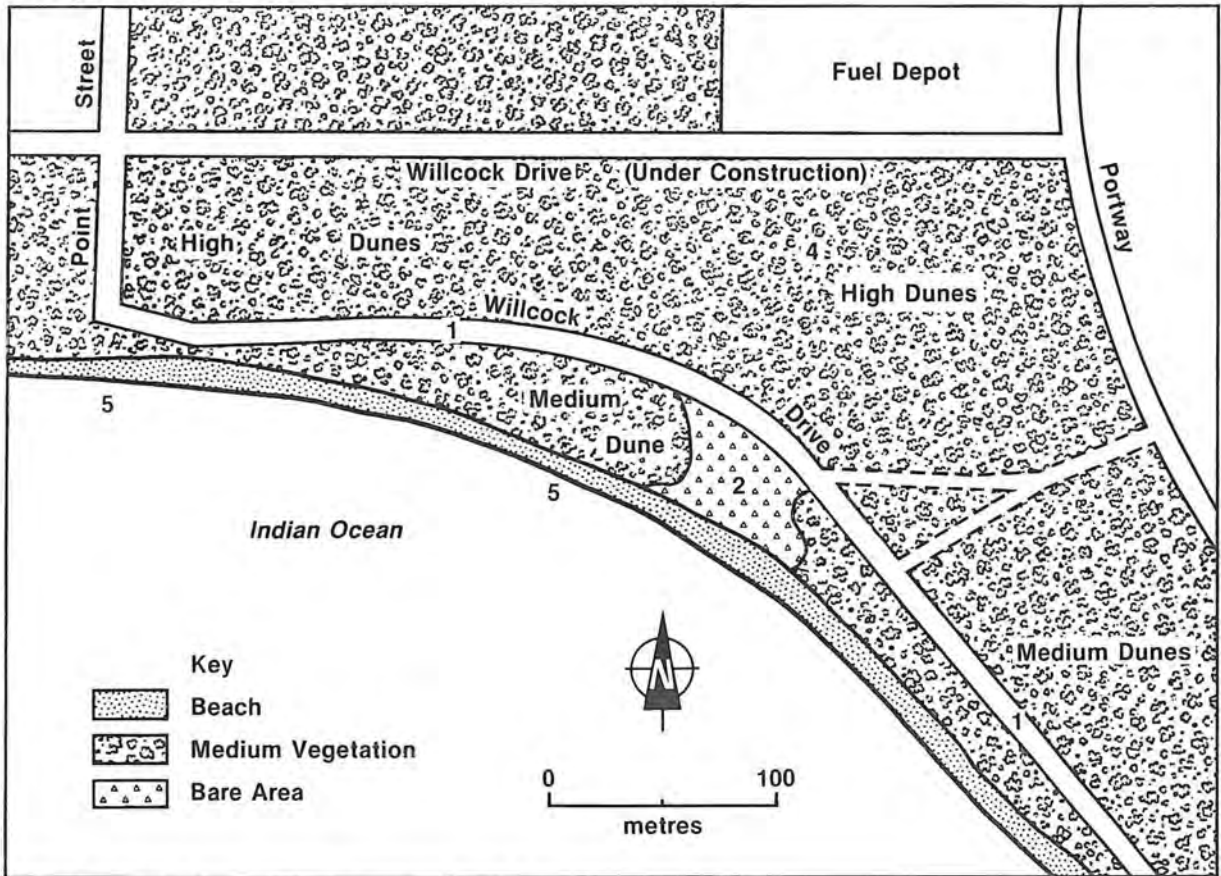 Street
Fuel Depot
Willcock Drive (Under Construction)
Point
High Dunes
4
High Dunes
Portway
Willcock
1
5
Medium
Dune
Drive
2
5
Indian Ocean
N
Key
Beach
Medium Vegetation
Bare Area
0 100
metres
Medium Dunes
1